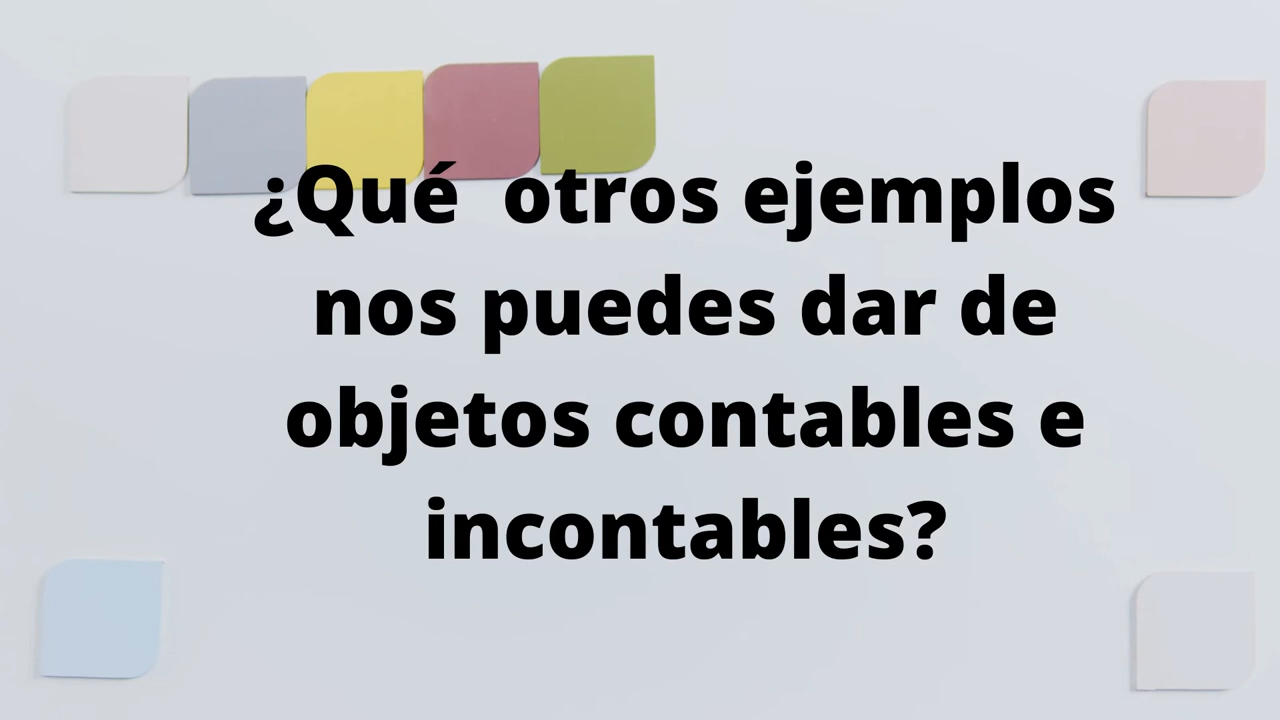 ¿Qué  otros ejemplos
nos puedes dar de
objetos contables e
incontables?